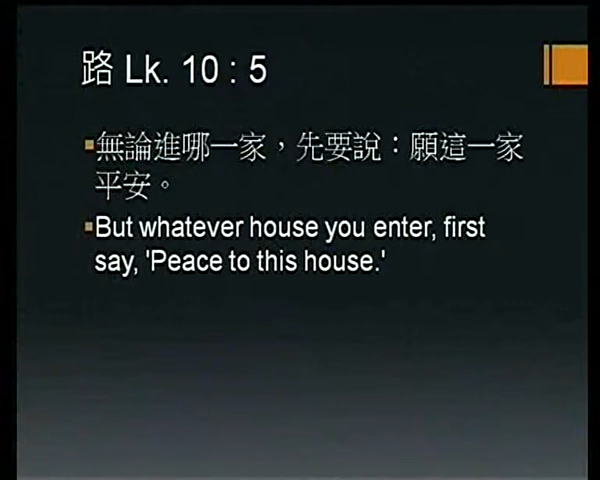 路 Lk. 10 : 5
無論進哪一家，先要說：願這一家
平安。
But whatever house you enter, first
say, 'Peace to this house.'